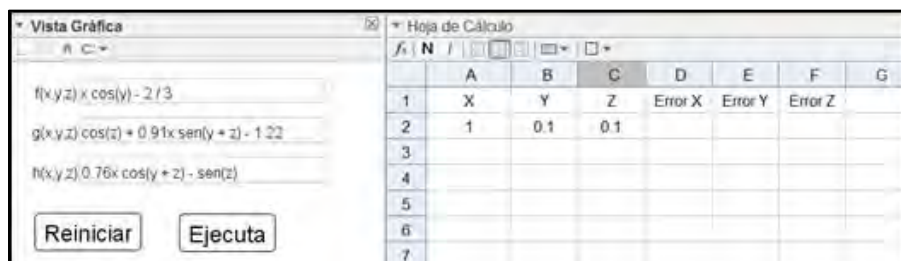 Vista Gráfica
Hoja de Cálculo
N I
A B C D E F G
f(x,y,z) x cos(y) - 2 / 3
1 X Y Z Error X Error Y Error Z
g(x,y,z) cos(z) + 0.91x sen(y + z) - 1.22
2 1 0.1 0.1
3
h(x,y,z) 0.76x cos(y + z) - sen(z)
4
5
Reiniciar Ejecuta
6
7